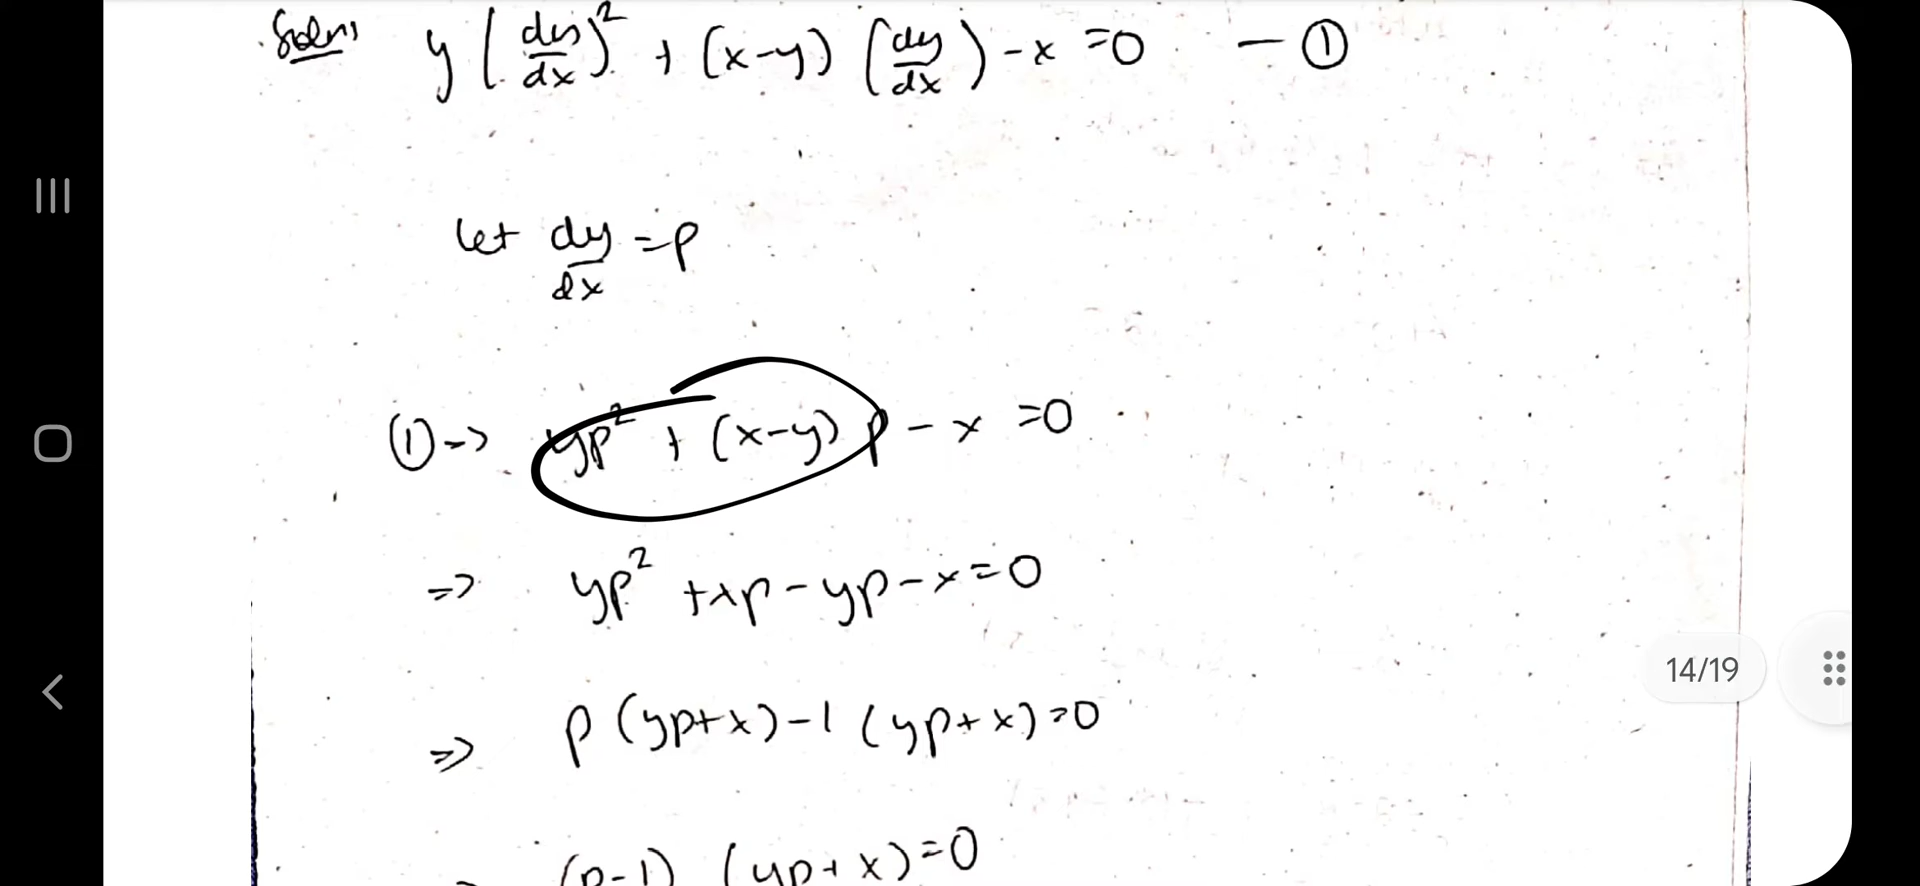 Soln: y (dy/dx)² + (x-y) (dy/dx) - x = 0 — ①
let dy/dx = p
① -> yp² + (x-y) p - x = 0
=> yp² + xp - yp - x = 0
=> p (yp+x) - 1 (yp+x) = 0
14/19
=> (p-1) (yp+x) = 0